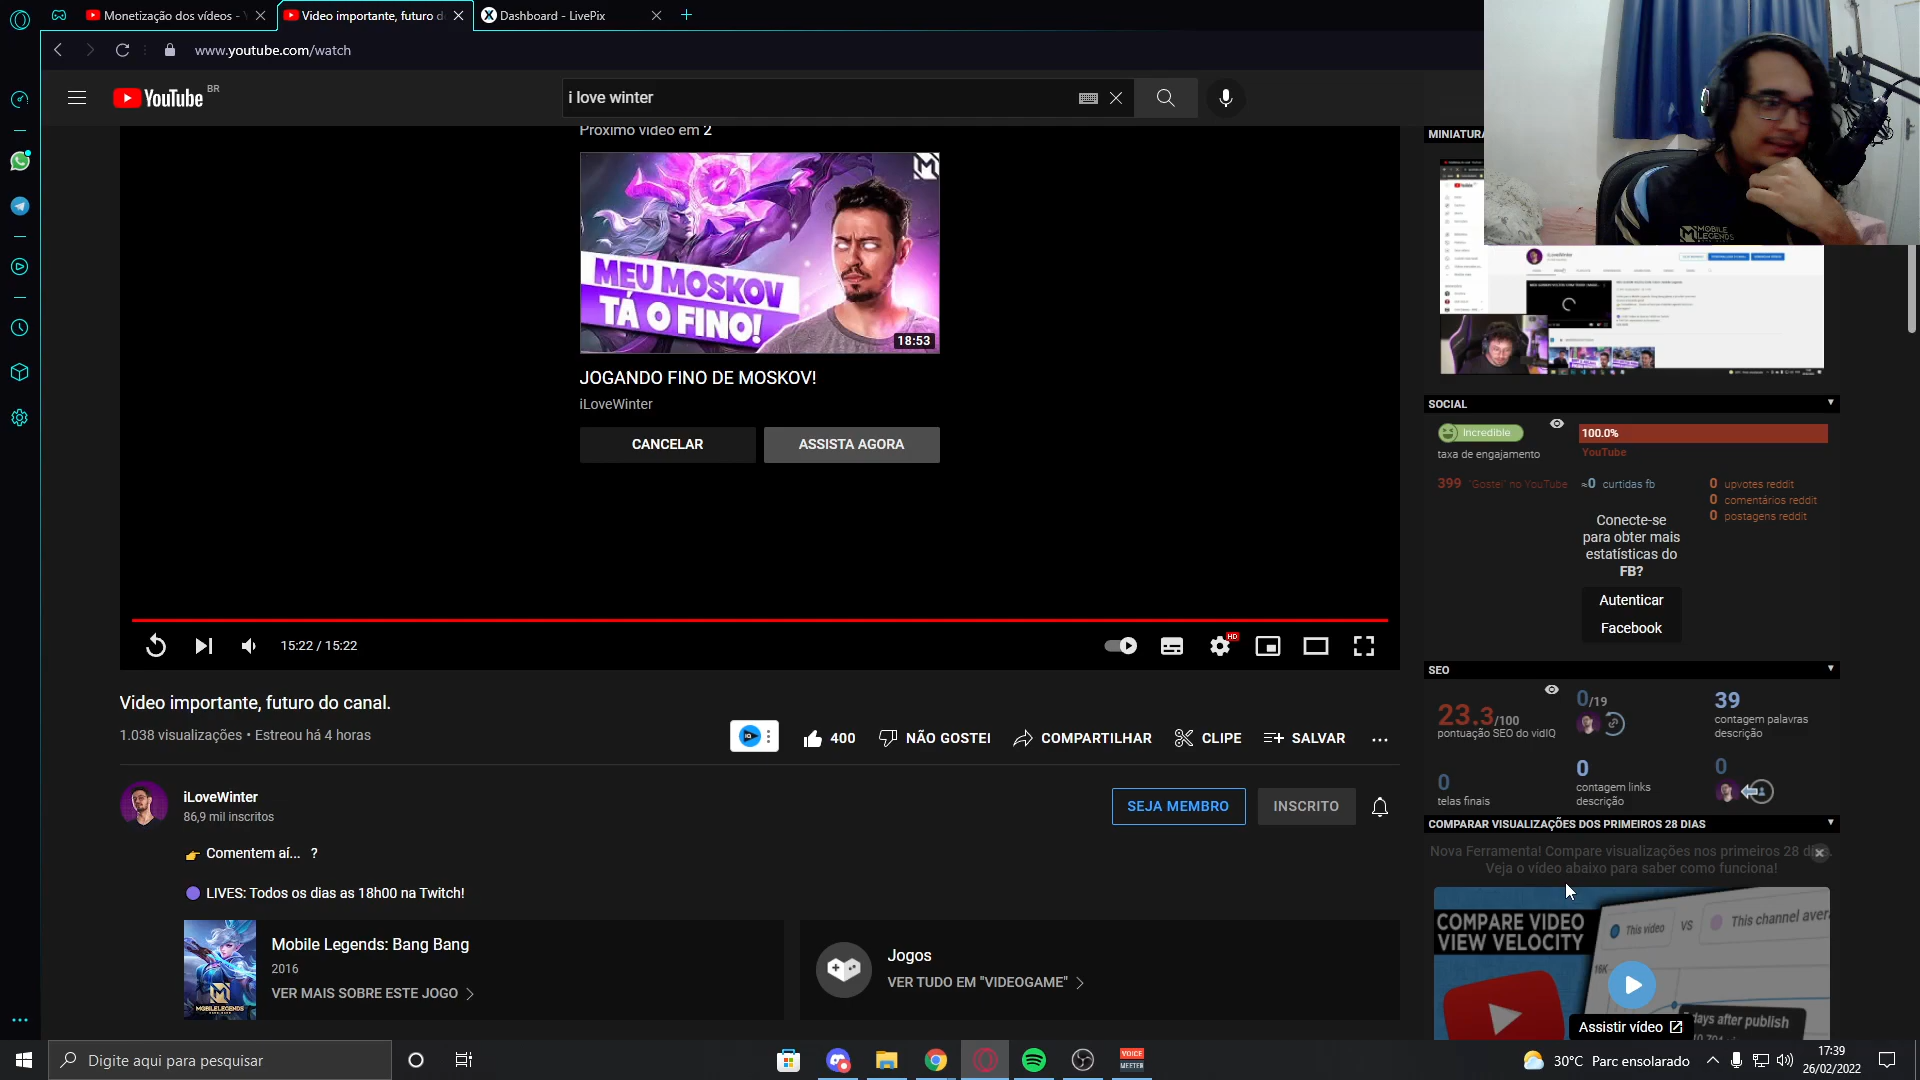 Monetização dos vídeos -
Video importante, futuro d
Dashboard - LivePix
www.youtube.com/watch
YouTube BR
i love winter
Próximo vídeo em 2
MEU MOSKOV
TÁ O FINO!
18:53
JOGANDO FINO DE MOSKOV!
iLoveWinter
CANCELAR
ASSISTA AGORA
15:22 / 15:22
HD
Video importante, futuro do canal.
1.038 visualizações • Estreou há 4 horas
400
NÃO GOSTEI
COMPARTILHAR
CLIPE
SALVAR
iLoveWinter
86,9 mil inscritos
SEJA MEMBRO
INSCRITO
👉 Comentem aí... ?
🟣 LIVES: Todos os dias as 18h00 na Twitch!
Mobile Legends: Bang Bang
2016
VER MAIS SOBRE ESTE JOGO
Jogos
VER TUDO EM "VIDEOGAME"
MINIATURA
MOBILE
LEGENDS
SOCIAL
Incredible
taxa de engajamento
100.0%
YouTube
399 "Gostei" no YouTube
≈0 curtidas fb
0 upvotes reddit
0 comentários reddit
0 postagens reddit
Conecte-se
para obter mais
estatísticas do
FB?
Autenticar
Facebook
SEO
23.3/100
pontuação SEO do vidIQ
0/19
39
contagem palavras
descrição
0
telas finais
0
contagem links
descrição
0
COMPARAR VISUALIZAÇÕES DOS PRIMEIROS 28 DIAS
Nova Ferramenta! Compare visualizações nos primeiros 28 d
Veja o vídeo abaixo para saber como funciona!
COMPARE VIDEO
VIEW VELOCITY
This video VS This channel aver
16K
days after publish
Assistir vídeo
Digite aqui para pesquisar
VOICE
MEETER
30°C Parc ensolarado
17:39
26/02/2022